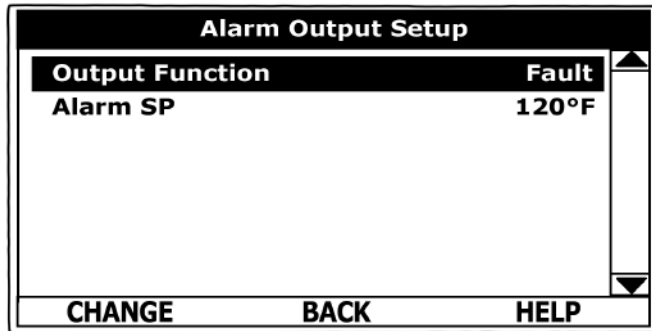 Alarm Output Setup
Output Function Fault
Alarm SP 120°F
CHANGE BACK HELP